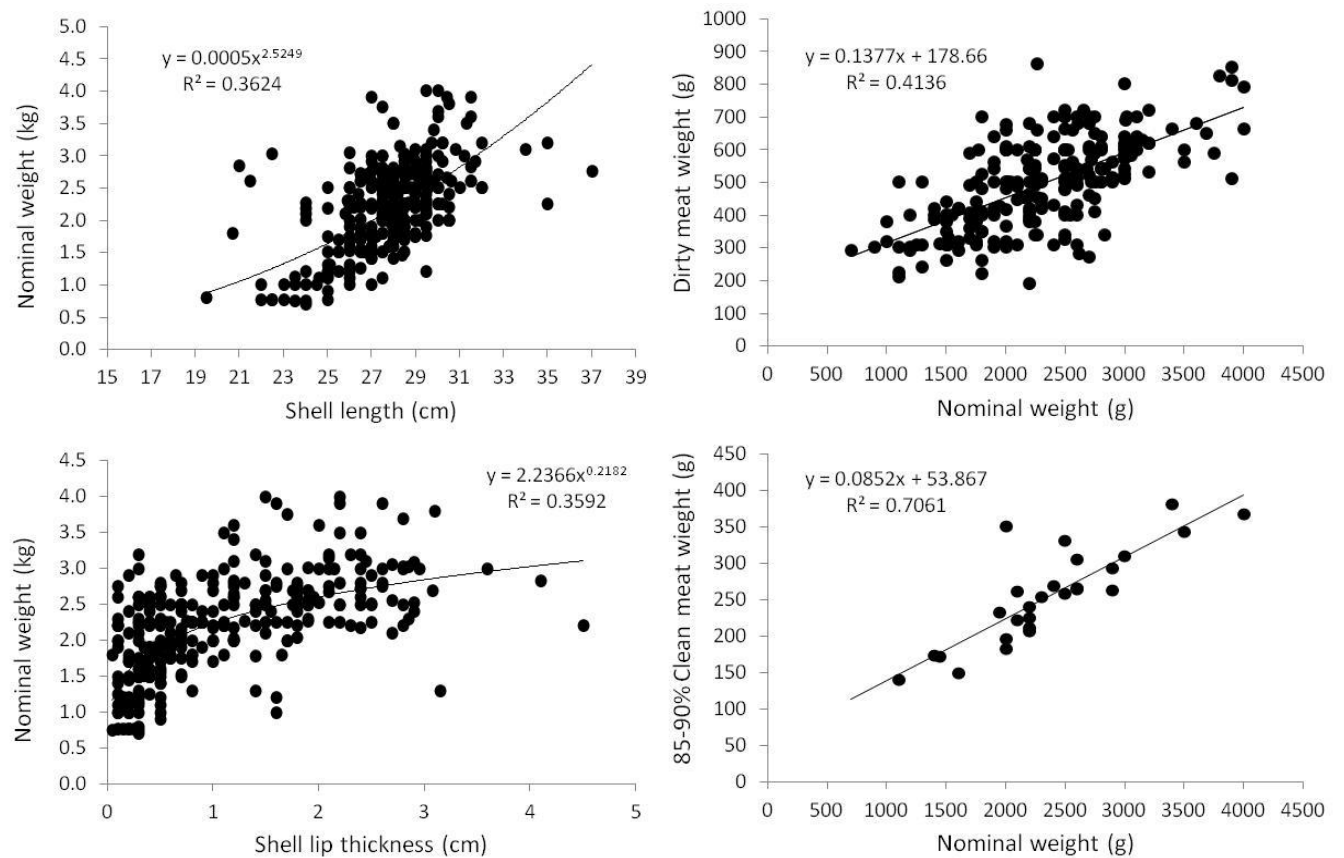 Nominal weight (kg)
5.0
4.5
4.0
3.5
3.0
2.5
2.0
1.5
1.0
0.5
0.0
y = 0.0005x^2.5249
R² = 0.3624
15 17 19 21 23 25 27 29 31 33 35 37 39
Shell length (cm)
Dirty meat wieght (g)
1000
900
800
700
600
500
400
300
200
100
0
y = 0.1377x + 178.66
R² = 0.4136
0 500 1000 1500 2000 2500 3000 3500 4000 4500
Nominal weight (g)
Nominal weight (kg)
4.5
4.0
3.5
3.0
2.5
2.0
1.5
1.0
0.5
0.0
y = 2.2366x^0.2182
R² = 0.3592
0 1 2 3 4 5
Shell lip thickness (cm)
85-90% Clean meat wieght (g)
450
400
350
300
250
200
150
100
50
0
y = 0.0852x + 53.867
R² = 0.7061
0 500 1000 1500 2000 2500 3000 3500 4000 4500
Nominal weight (g)